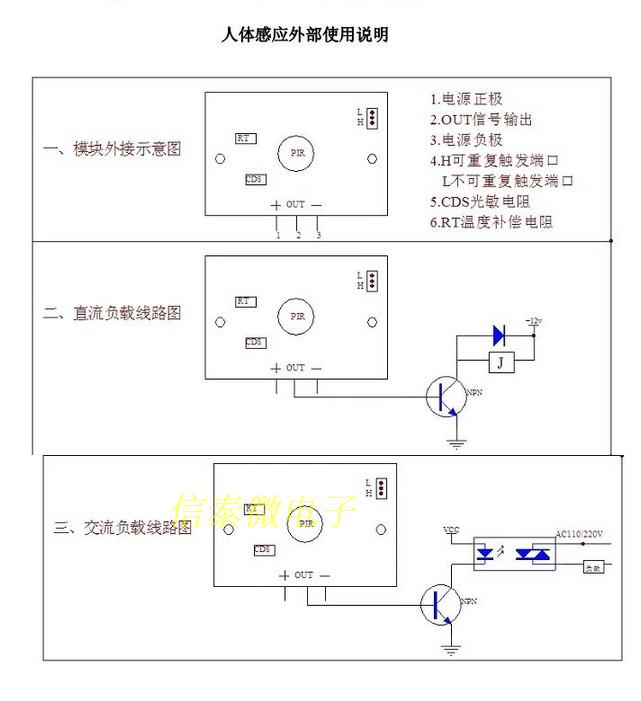 人体感应外部使用说明
一、模块外接示意图
L
H
RT
PIR
CDS
+ OUT —
1 2 3
1.电源正极
2.OUT信号输出
3.电源负极
4.H可重复触发端口
L不可重复触发端口
5.CDS光敏电阻
6.RT温度补偿电阻
二、直流负载线路图
L
H
RT
PIR
CDS
+ OUT —
+12v
J
NPN
三、交流负载线路图
信泰微电子
L
H
RT
PIR
CDS
+ OUT —
VCC
AC110/220V
负载
NPN